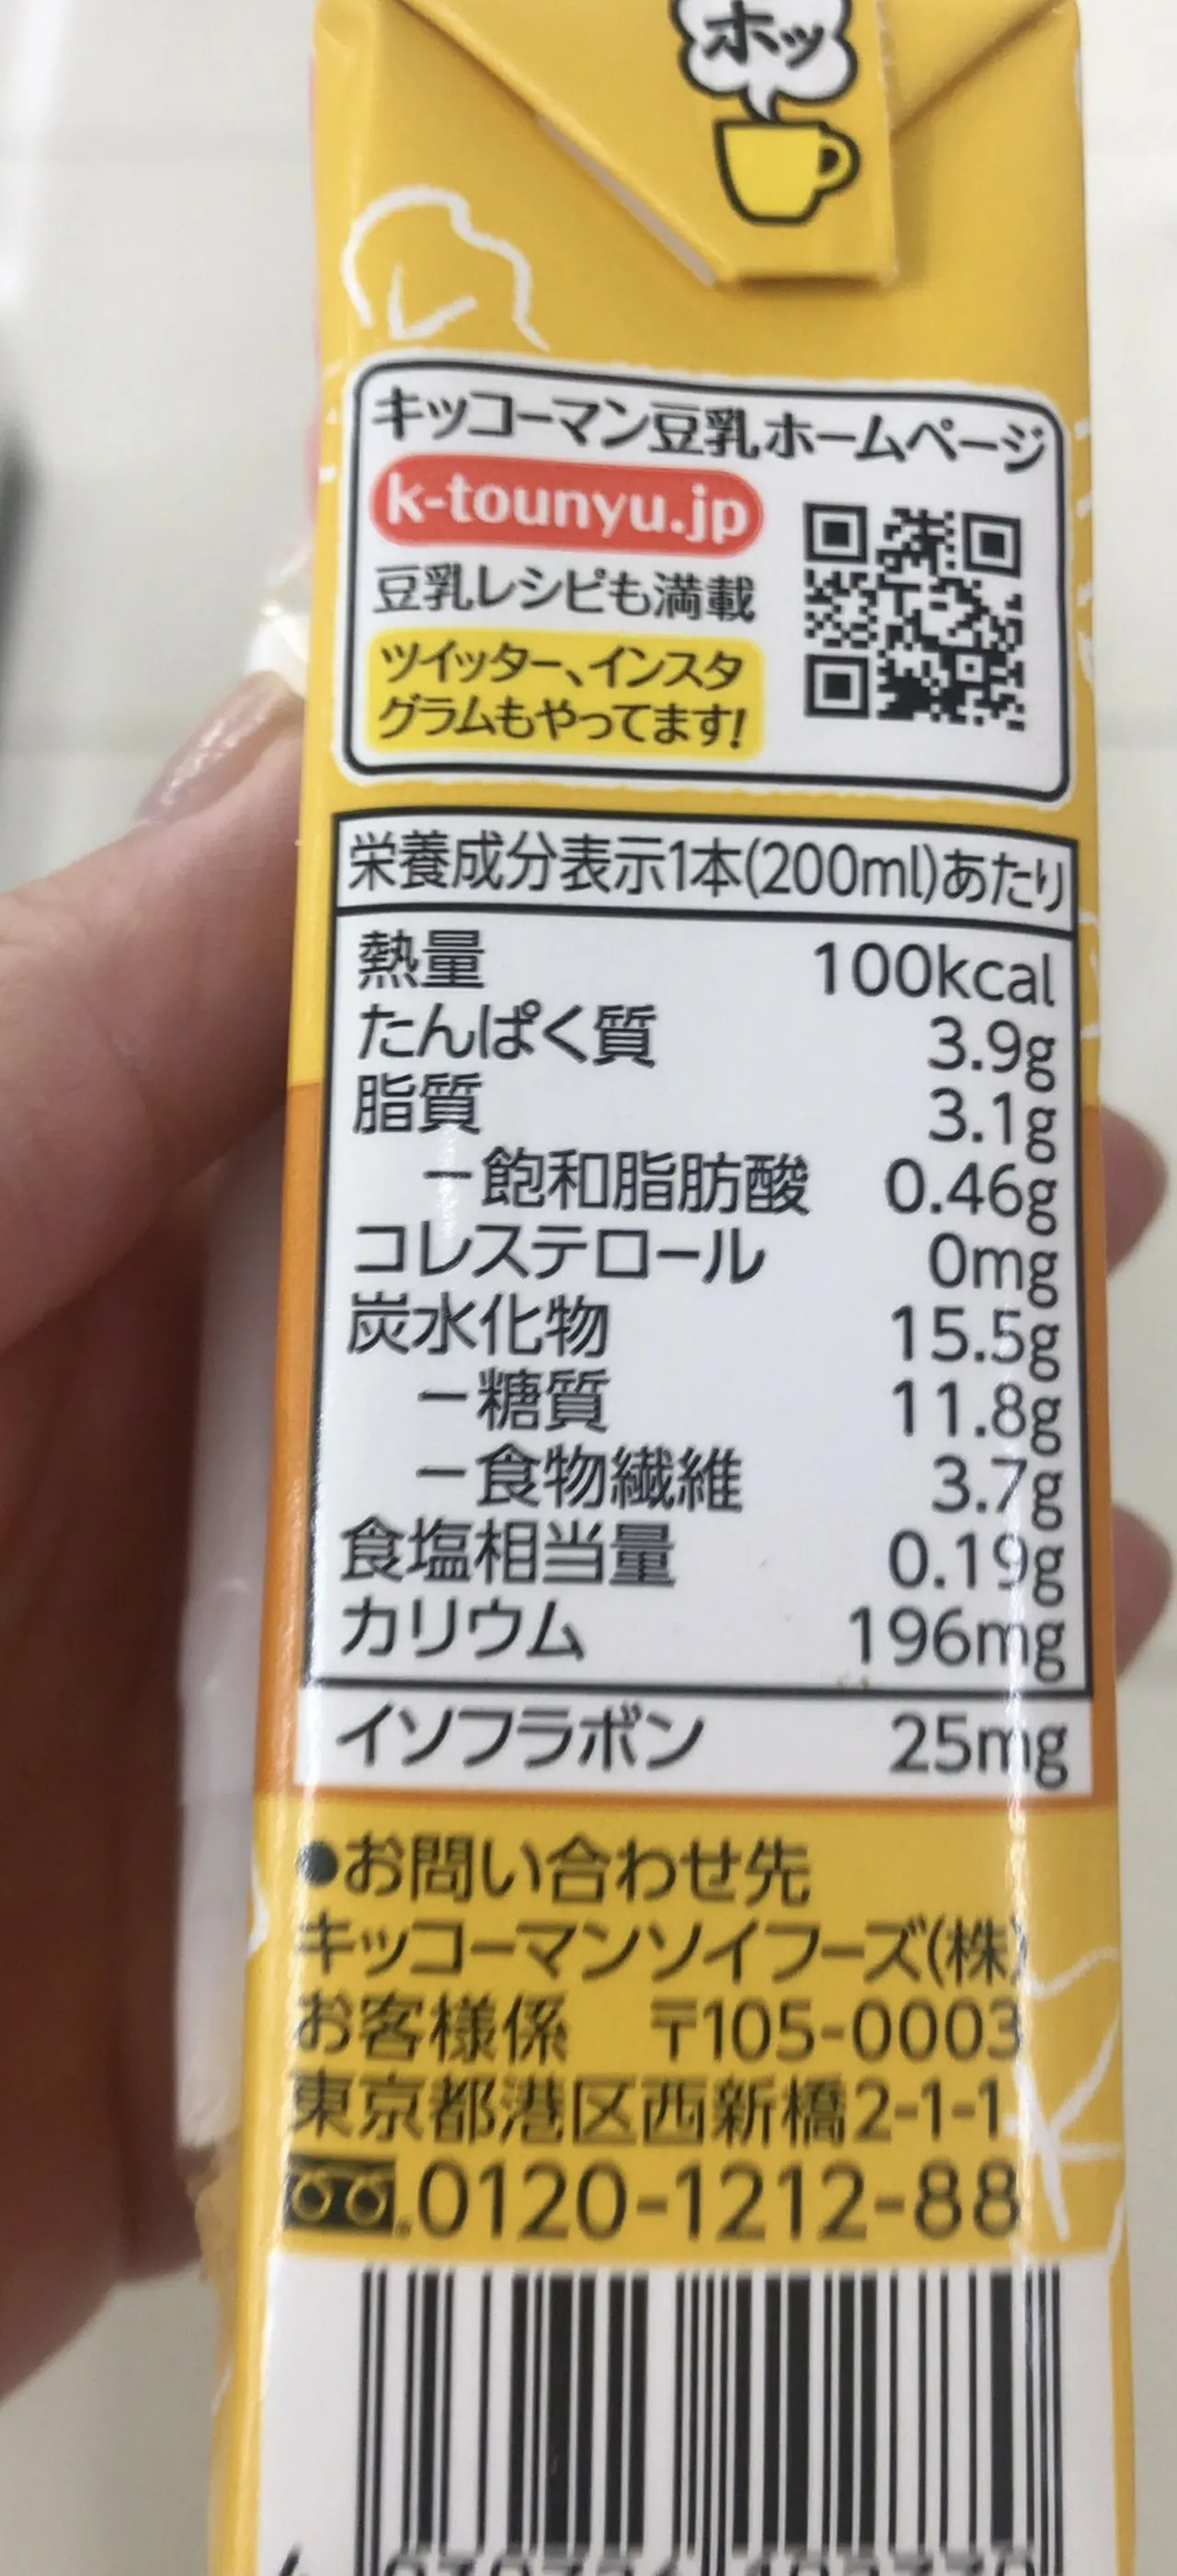 ホッ
キッコーマン豆乳ホームページ
k-tounyu.jp
豆乳レシピも満載
ツイッター、インスタ
グラムもやってます!
栄養成分表示1本(200ml)あたり
熱量 100kcal
たんぱく質 3.9g
脂質 3.1g
ー飽和脂肪酸 0.46g
コレステロール 0mg
炭水化物 15.5g
ー糖質 11.8g
ー食物繊維 3.7g
食塩相当量 0.19g
カリウム 196mg
イソフラボン 25mg
●お問い合わせ先
キッコーマンソイフーズ(株)
お客様係 〒105-0003
東京都港区西新橋2-1-1
0120-1212-88